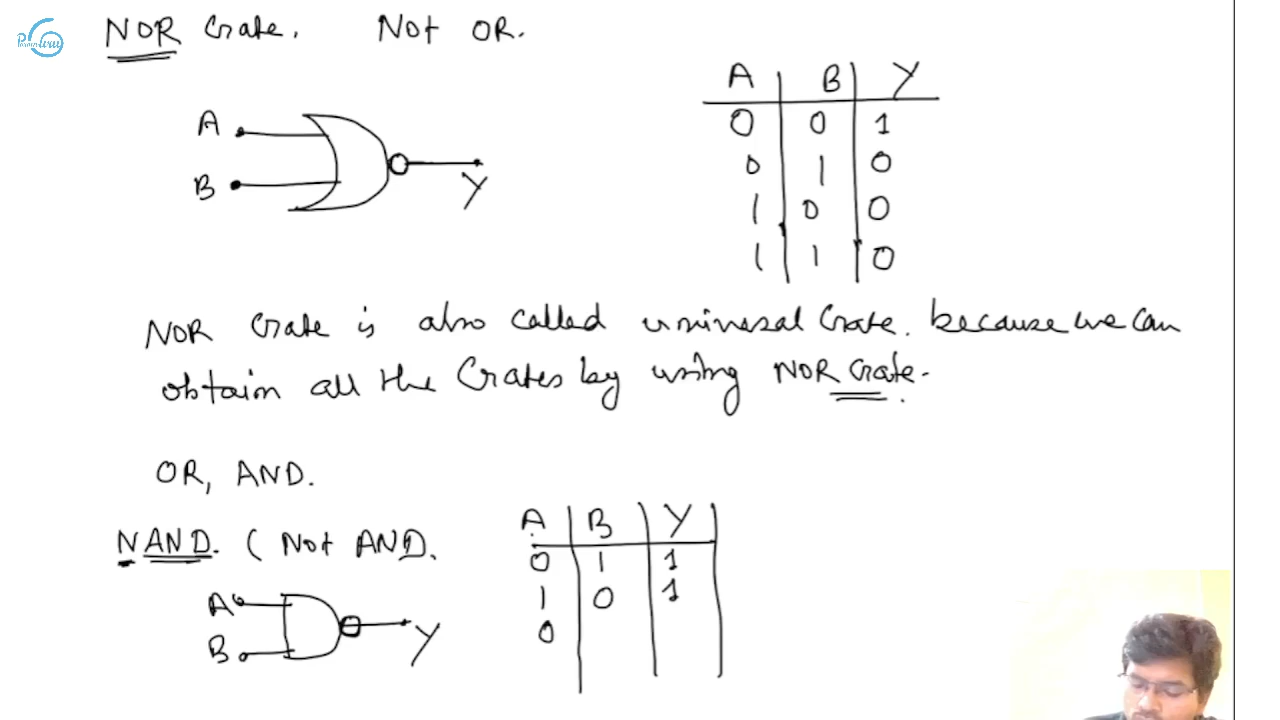 NOR Gate. Not OR.
A B Y
0 0 1
0 1 0
1 0 0
1 1 0
A
B
Y
NOR Gate is also called universal Gate. because we can
obtain all the Gates by using NOR Gate.
OR, AND.
NAND. (Not AND.
A B Y
0 1 1
1 0 1
0
A
B
Y